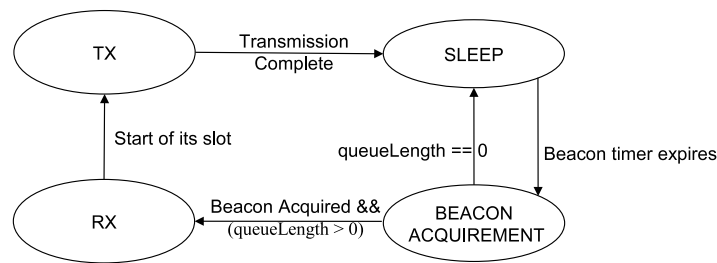 TX
Transmission
Complete
SLEEP
Start of its slot
queueLength == 0
Beacon timer expires
RX
Beacon Acquired &&
(queueLength > 0)
BEACON
ACQUIREMENT